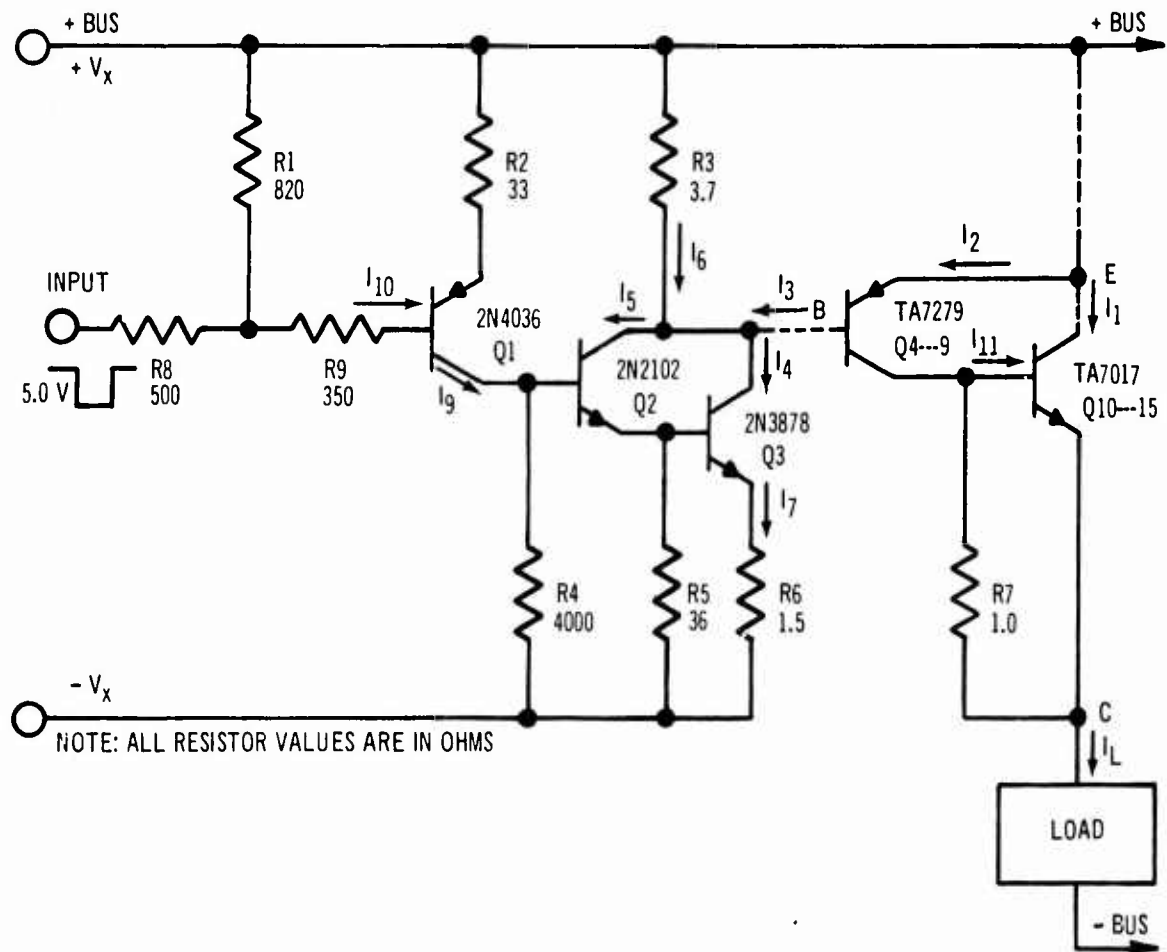 + BUS
+ Vx
+ BUS
R1
820
R2
33
R3
3.7
I6
I2
E
I1
INPUT
I10
2N4036
Q1
I5
I3
B
TA7279
Q4---9
I11
TA7017
Q10---15
5.0 V
R8
500
R9
350
I9
2N2102
Q2
I4
2N3878
Q3
I7
R4
4000
R5
36
R6
1.5
R7
1.0
- Vx
C
IL
NOTE: ALL RESISTOR VALUES ARE IN OHMS
LOAD
- BUS